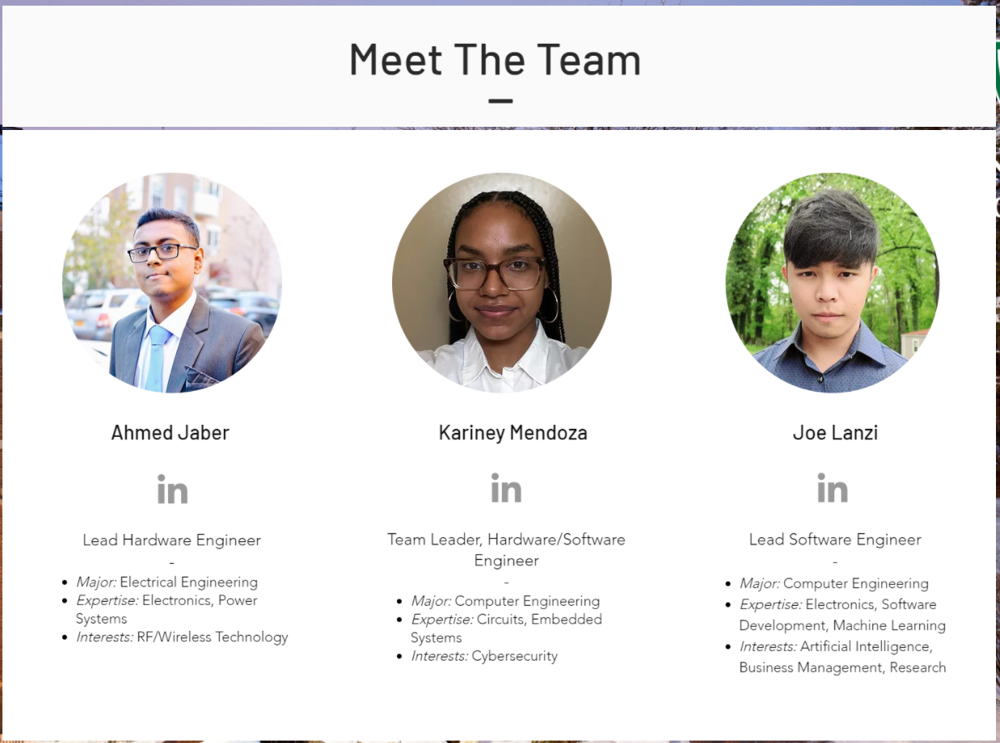 Meet The Team
Ahmed Jaber
in
Lead Hardware Engineer
-
• Major: Electrical Engineering
• Expertise: Electronics, Power
Systems
• Interests: RF/Wireless Technology
Kariney Mendoza
in
Team Leader, Hardware/Software
Engineer
-
• Major: Computer Engineering
• Expertise: Circuits, Embedded
Systems
• Interests: Cybersecurity
Joe Lanzi
in
Lead Software Engineer
-
• Major: Computer Engineering
• Expertise: Electronics, Software
Development, Machine Learning
• Interests: Artificial Intelligence,
Business Management, Research